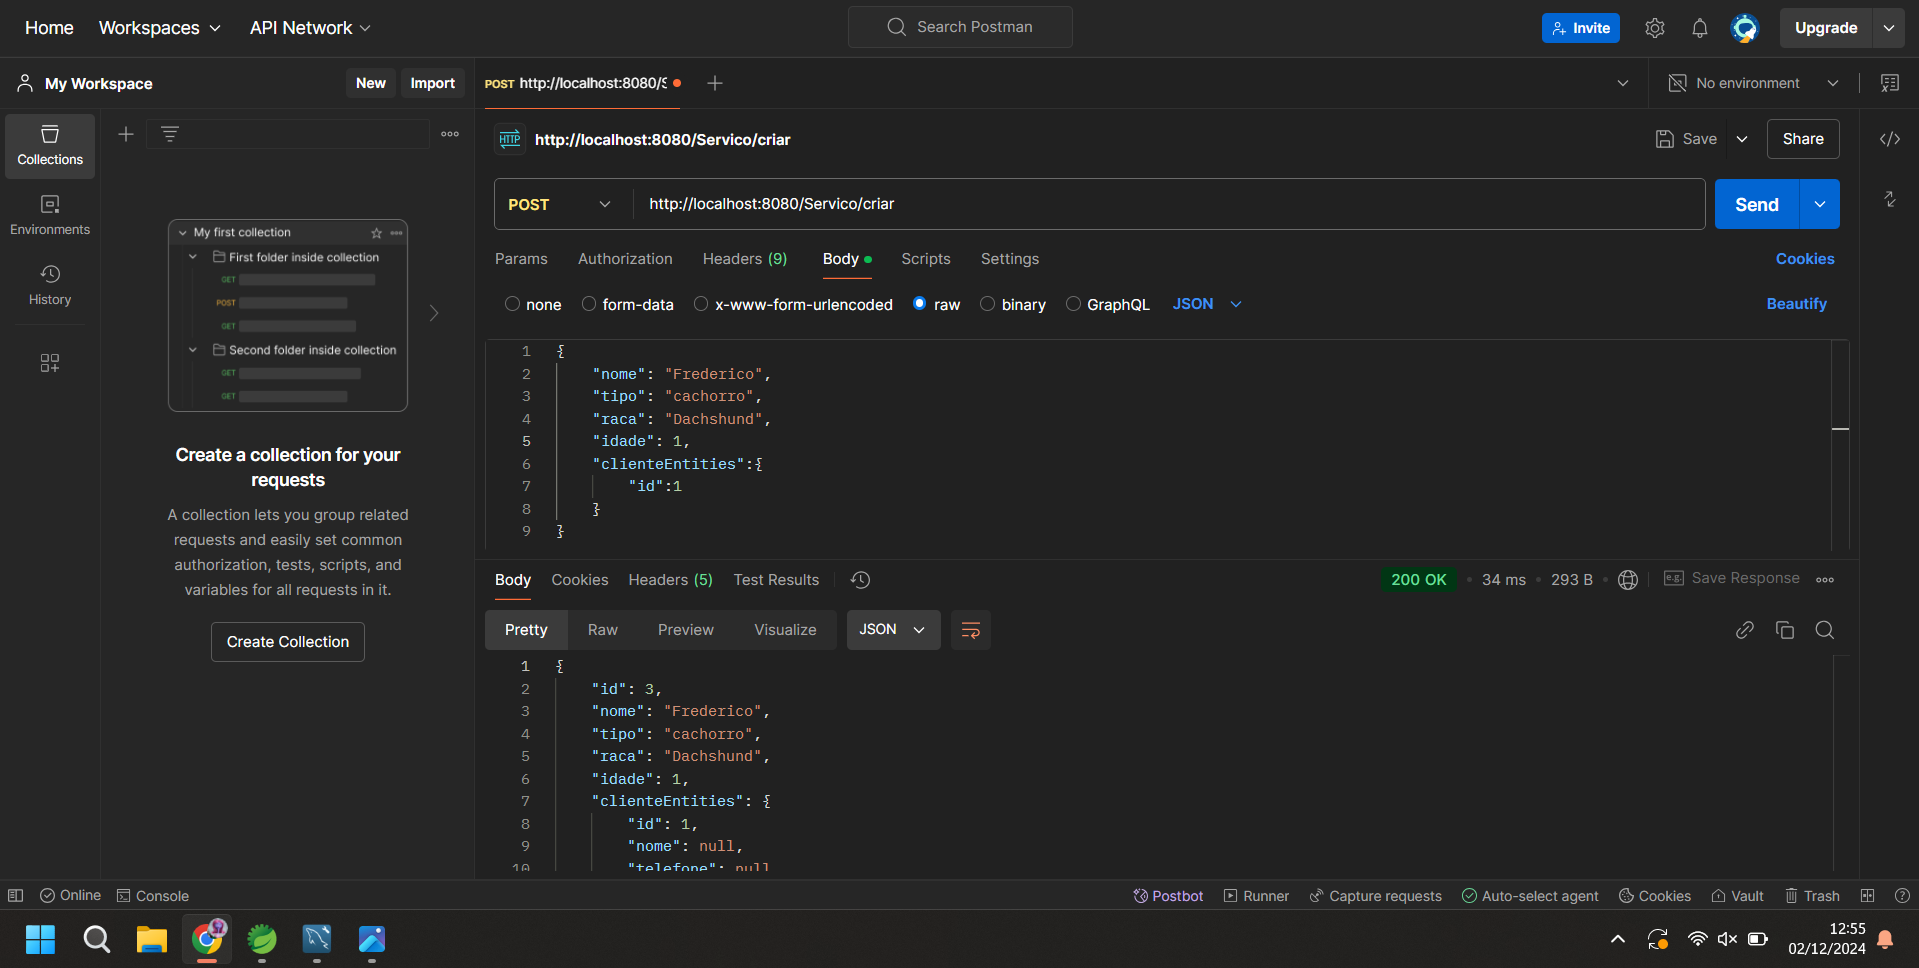 Home Workspaces API Network Search Postman Invite Upgrade
My Workspace New Import POST http://localhost:8080/S No environment
Collections
Environments
History
My first collection
First folder inside collection
GET
POST
GET
Second folder inside collection
GET
GET
Create a collection for your
requests
A collection lets you group related
requests and easily set common
authorization, tests, scripts, and
variables for all requests in it.
Create Collection
HTTP http://localhost:8080/Servico/criar Save Share
POST http://localhost:8080/Servico/criar Send
Params Authorization Headers (9) Body Scripts Settings Cookies
none form-data x-www-form-urlencoded raw binary GraphQL JSON Beautify
1 {
2 "nome": "Frederico",
3 "tipo": "cachorro",
4 "raca": "Dachshund",
5 "idade": 1,
6 "clienteEntities":{
7 "id":1
8 }
9 }
Body Cookies Headers (5) Test Results 200 OK 34 ms 293 B e.g. Save Response
Pretty Raw Preview Visualize JSON
1 {
2 "id": 3,
3 "nome": "Frederico",
4 "tipo": "cachorro",
5 "raca": "Dachshund",
6 "idade": 1,
7 "clienteEntities": {
8 "id": 1,
9 "nome": null,
10 "telefone": null
Online Console Postbot Runner Capture requests Auto-select agent Cookies Vault Trash
12:55
02/12/2024